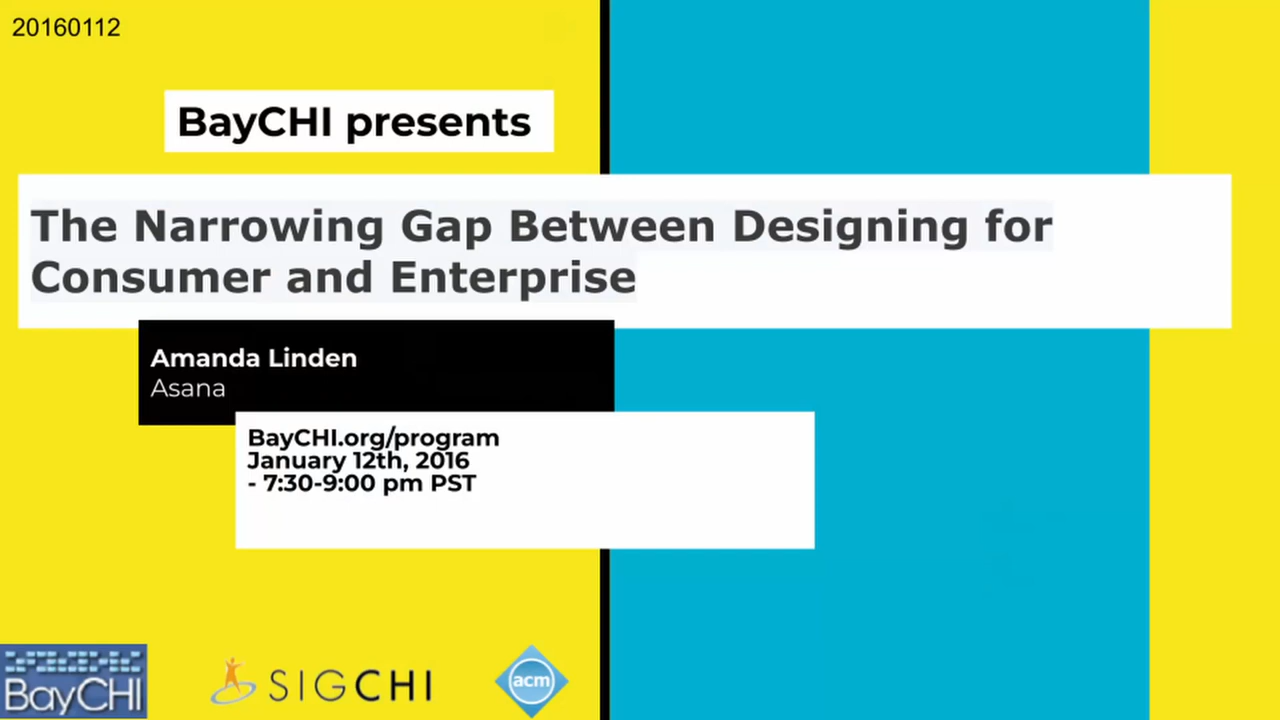 20160112
BayCHI presents
The Narrowing Gap Between Designing for
Consumer and Enterprise
Amanda Linden
Asana
BayCHI.org/program
January 12th, 2016
- 7:30-9:00 pm PST
BayCHI
SIGCHI
acm